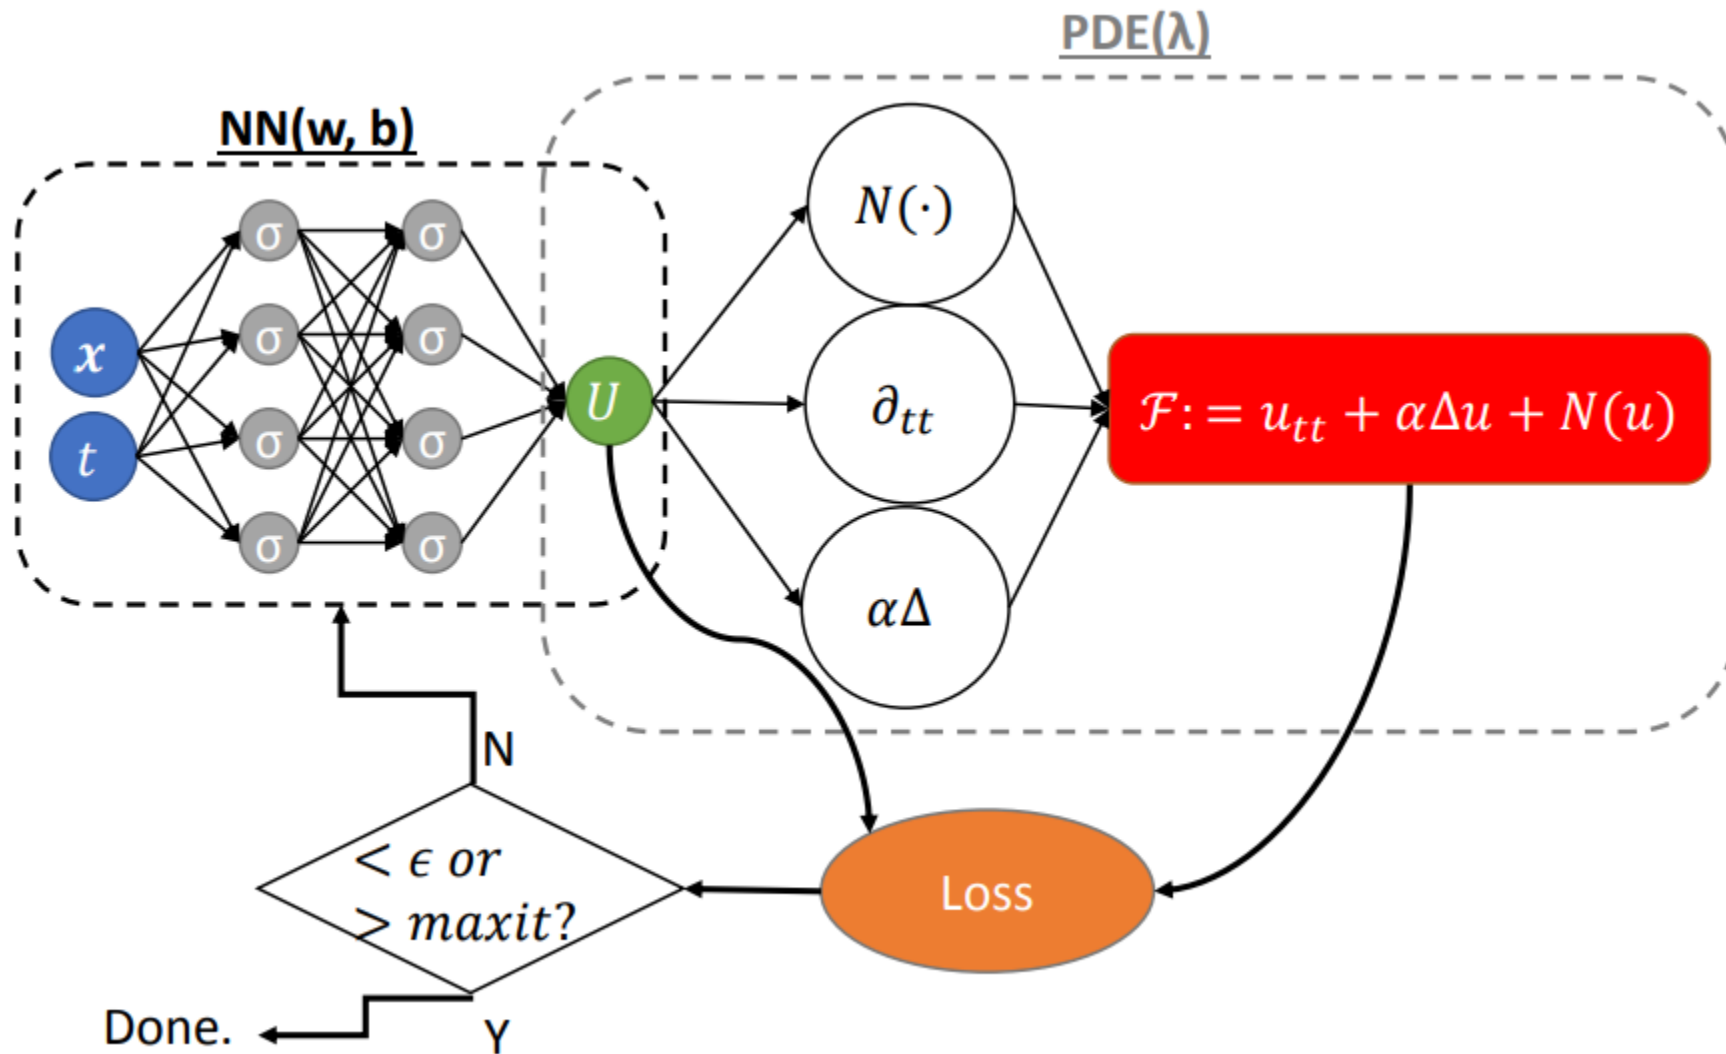 PDE(λ)
NN(w, b)
x
t
σ
σ
σ
σ
σ
σ
σ
σ
U
N(·)
∂tt
αΔ
ℱ: = utt + αΔu + N(u)
N
< ϵ or
> maxit?
Loss
Done.
Y